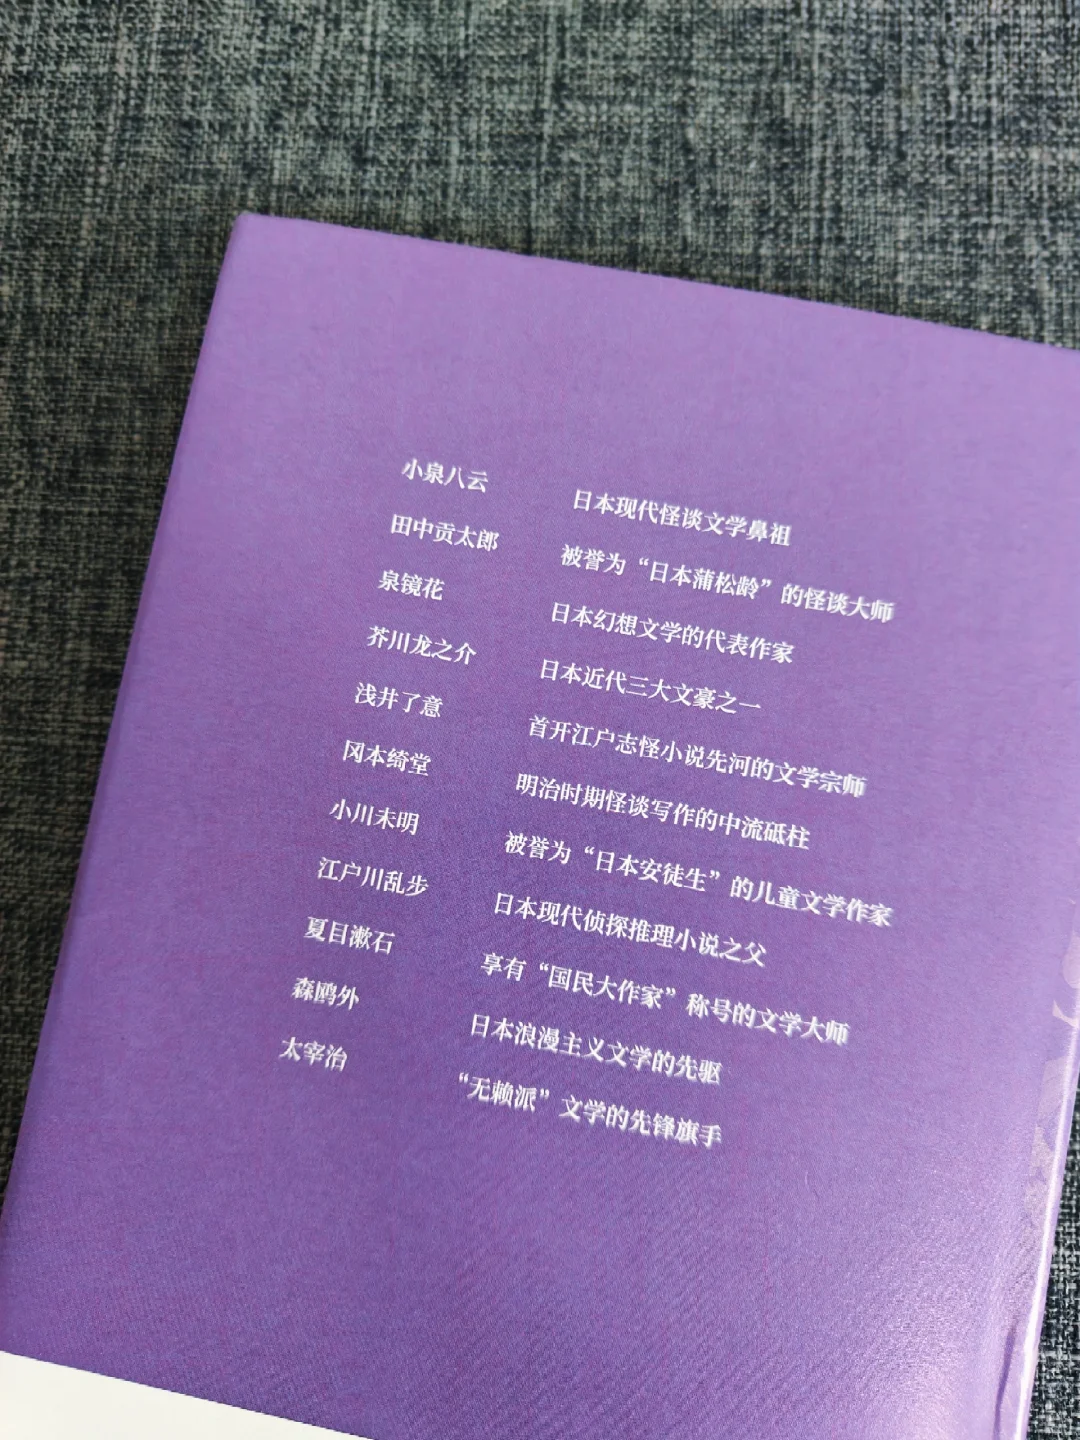 小泉八云 日本现代怪谈文学鼻祖
田中贡太郎 被誉为“日本蒲松龄”的怪谈大师
泉镜花 日本幻想文学的代表作家
芥川龙之介 日本近代三大文豪之一
浅井了意 首开江户志怪小说先河的文学宗师
冈本绮堂 明治时期怪谈写作的中流砥柱
小川未明 被誉为“日本安徒生”的儿童文学作家
江户川乱步 日本现代侦探推理小说之父
夏目漱石 享有“国民大作家”称号的文学大师
森鸥外 日本浪漫主义文学的先驱
太宰治 “无赖派”文学的先锋旗手